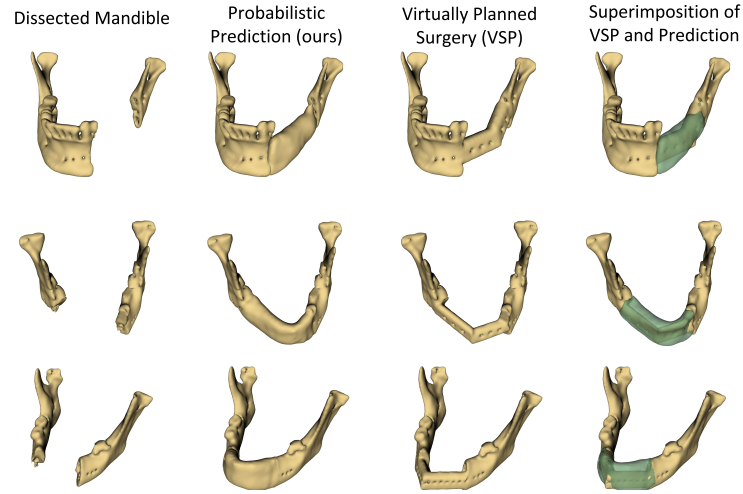 Dissected Mandible
Probabilistic
Prediction (ours)
Virtually Planned
Surgery (VSP)
Superimposition of
VSP and Prediction